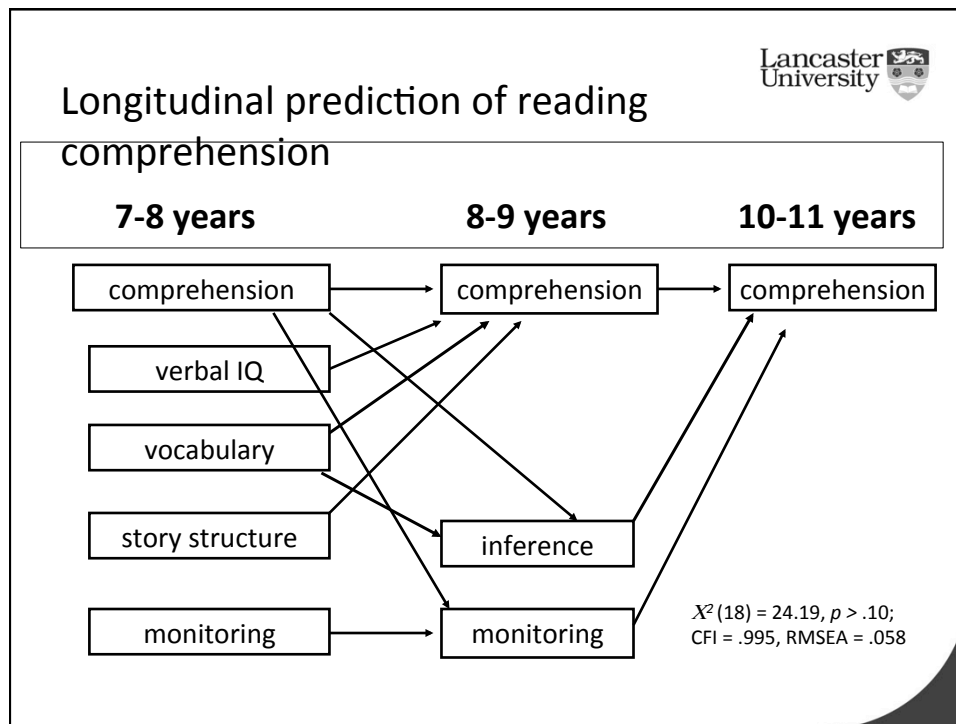 Lancaster
University
Longitudinal prediction of reading
comprehension
7-8 years 8-9 years 10-11 years
comprehension comprehension comprehension
verbal IQ
vocabulary
story structure inference
monitoring monitoring
X² (18) = 24.19, p > .10;
CFI = .995, RMSEA = .058